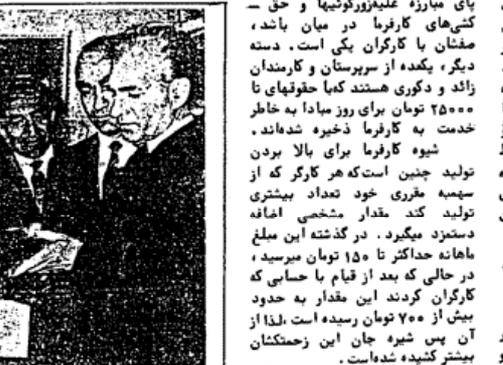 پای مبارزه علیه‌زورگوئیها و حق ــ
کشی‌های کارفرما در میان باشد،
صفشان با کارگران یکی است. دسته
دیگر، یکعده از سرپرستان و کارمندان
زائد و دکوری هستند که‌با حقوقهای تا
۲۵۰۰۰ تومان برای روز مبادا به خاطر
خدمت به کارفرما ذخیره شده‌اند.
شیوه کارفرما برای بالا بردن
تولید چنین است‌که هر کارگر که از
سهمیه مقرری خود تعداد بیشتری
تولید کند مقدار مشخصی اضافه
دستمزد میگیرد. در گذشته این مبلغ
ماهانه حداکثر تا ۱۵۰ تومان میرسید،
در حالی که بعد از قیام با حسابی که
کارگران کردند این مقدار به حدود
بیش از ۷۰۰ تومان رسیده است.لذا از
آن پس شیره جان این زحمتکشان
بیشتر کشیده شده‌است.